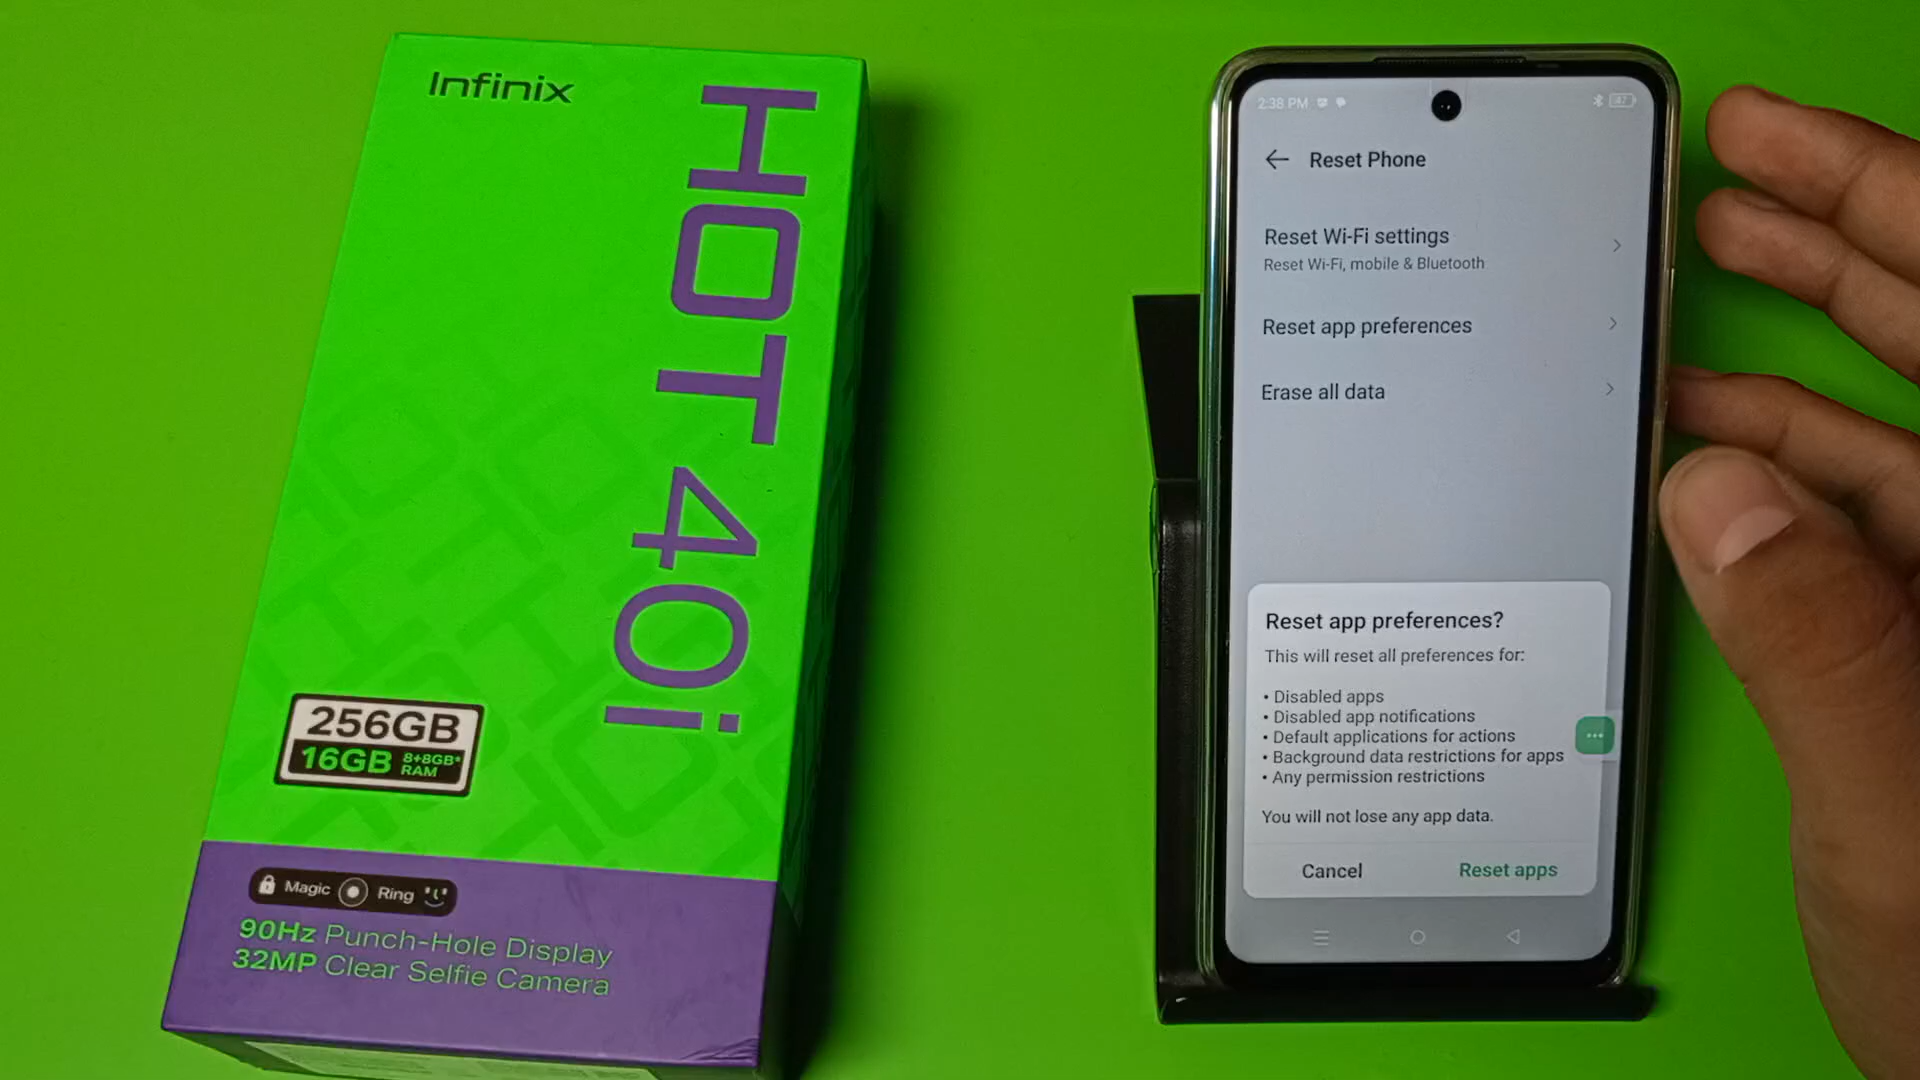 Infinix
HOT 40i
256GB
16GB 8+8GB*
RAM
Magic Ring
90Hz Punch-Hole Display
32MP Clear Selfie Camera
2:38 PM
47
Reset Phone
Reset Wi-Fi settings
Reset Wi-Fi, mobile & Bluetooth
Reset app preferences
Erase all data
Reset app preferences?
This will reset all preferences for:
• Disabled apps
• Disabled app notifications
• Default applications for actions
• Background data restrictions for apps
• Any permission restrictions
You will not lose any app data.
Cancel Reset apps